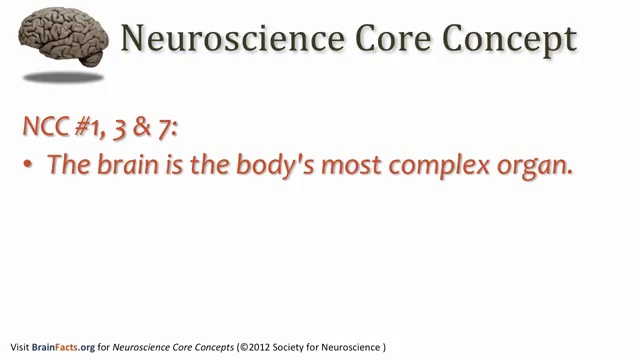 Neuroscience Core Concept
NCC #1, 3 & 7:
• The brain is the body's most complex organ.
Visit BrainFacts.org for Neuroscience Core Concepts (©2012 Society for Neuroscience )